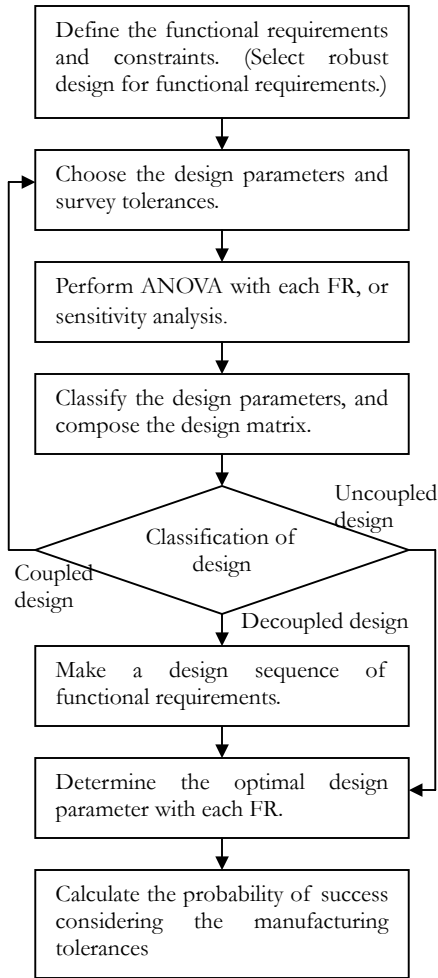 Define the functional requirements
and constraints. (Select robust
design for functional requirements.)
Choose the design parameters and
survey tolerances.
Perform ANOVA with each FR, or
sensitivity analysis.
Classify the design parameters, and
compose the design matrix.
Uncoupled
design
Classification of
design
Coupled
design
Decoupled design
Make a design sequence of
functional requirements.
Determine the optimal design
parameter with each FR.
Calculate the probability of success
considering the manufacturing
tolerances